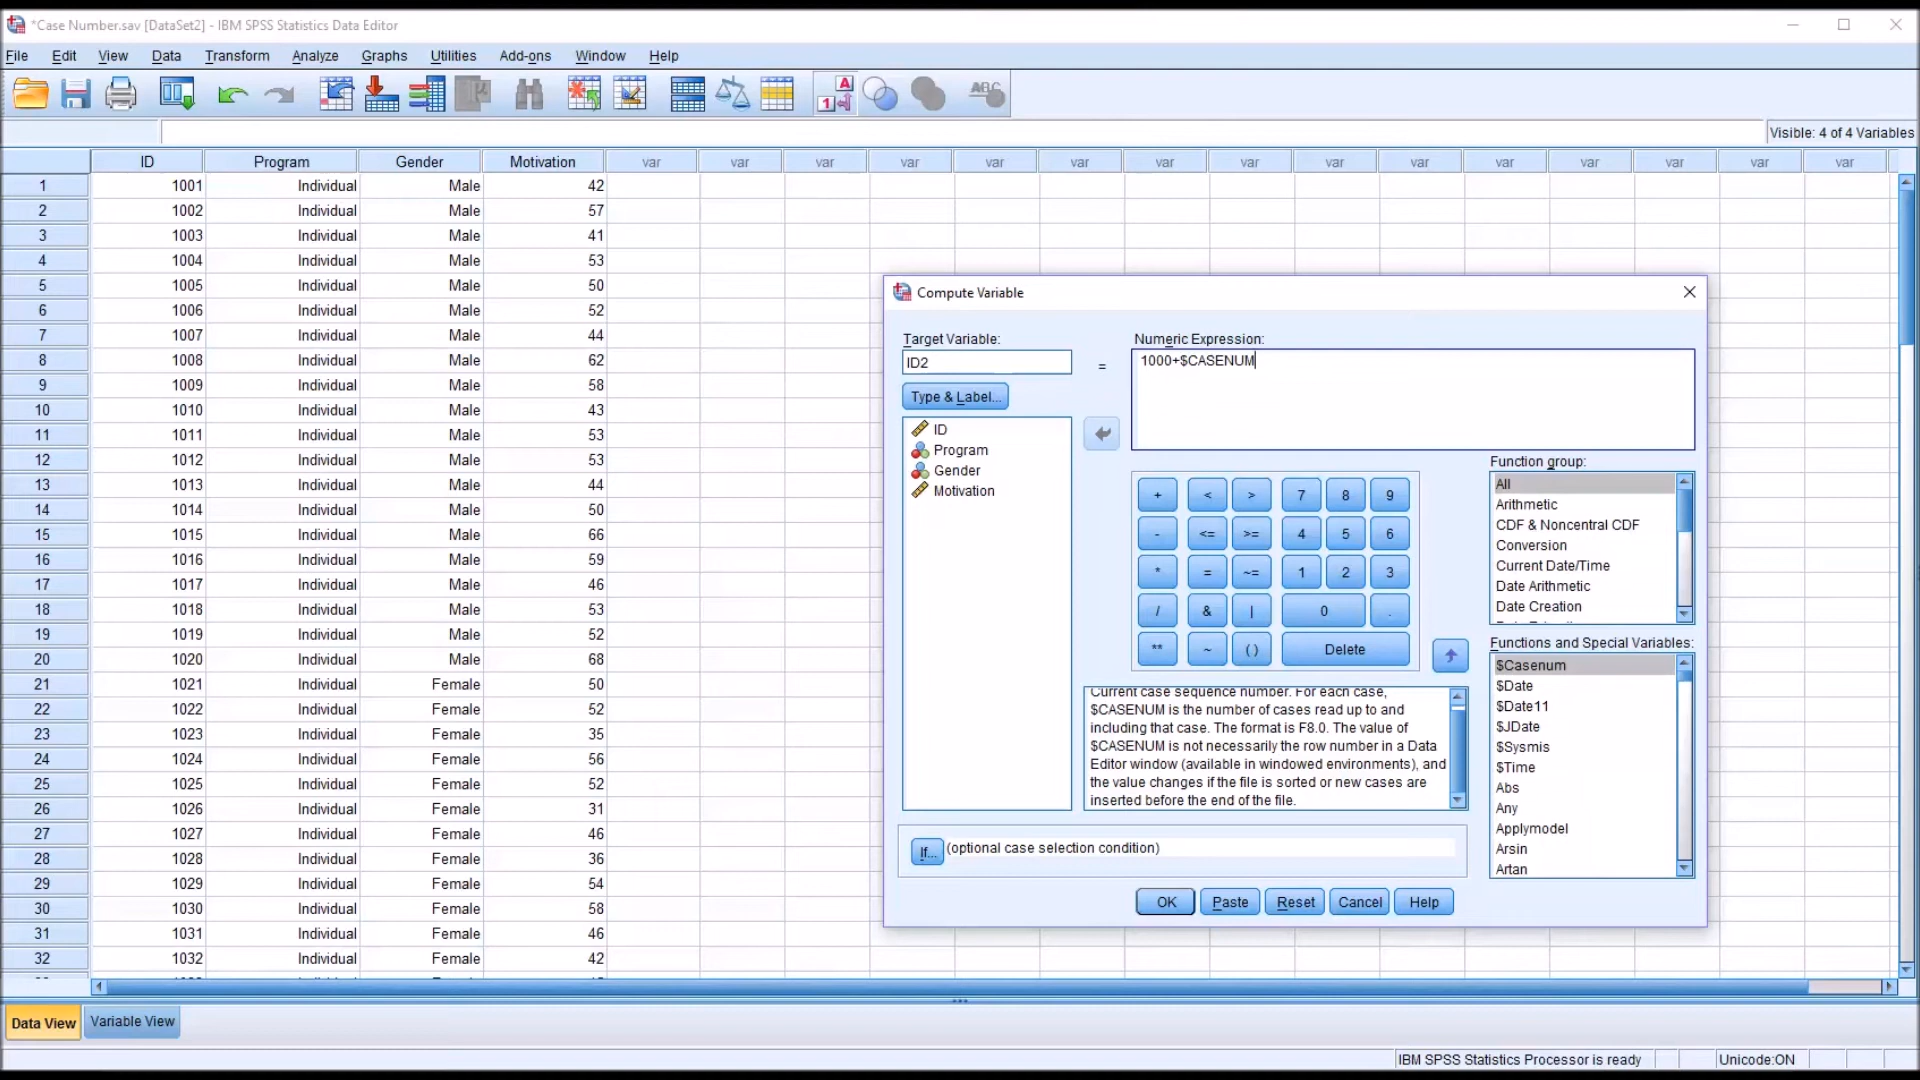 *Case Number.sav [DataSet2] - IBM SPSS Statistics Data Editor
File Edit View Data Transform Analyze Graphs Utilities Add-ons Window Help
A
1
ABC
Visible: 4 of 4 Variables
ID Program Gender Motivation var var var var var var var var var var var var var var var
1 1001 Individual Male 42
2 1002 Individual Male 57
3 1003 Individual Male 41
4 1004 Individual Male 53
5 1005 Individual Male 50
6 1006 Individual Male 52
7 1007 Individual Male 44
8 1008 Individual Male 62
9 1009 Individual Male 58
10 1010 Individual Male 43
11 1011 Individual Male 53
12 1012 Individual Male 53
13 1013 Individual Male 44
14 1014 Individual Male 50
15 1015 Individual Male 66
16 1016 Individual Male 59
17 1017 Individual Male 46
18 1018 Individual Male 53
19 1019 Individual Male 52
20 1020 Individual Male 68
21 1021 Individual Female 50
22 1022 Individual Female 52
23 1023 Individual Female 35
24 1024 Individual Female 56
25 1025 Individual Female 52
26 1026 Individual Female 31
27 1027 Individual Female 46
28 1028 Individual Female 36
29 1029 Individual Female 54
30 1030 Individual Female 58
31 1031 Individual Female 46
32 1032 Individual Female 42
Compute Variable
Target Variable:
ID2
=
Numeric Expression:
1000+$CASENUM
Type & Label...
ID
Program
Gender
Motivation
+ < > 7 8 9
- <= >= 4 5 6
* = ~= 1 2 3
/ & | 0 .
** ~ ( ) Delete
Function group:
All
Arithmetic
CDF & Noncentral CDF
Conversion
Current Date/Time
Date Arithmetic
Date Creation
Functions and Special Variables:
$Casenum
$Date
$Date11
$JDate
$Sysmis
$Time
Abs
Any
Applymodel
Arsin
Artan
Current case sequence number. For each case,
$CASENUM is the number of cases read up to and
including that case. The format is F8.0. The value of
$CASENUM is not necessarily the row number in a Data
Editor window (available in windowed environments), and
the value changes if the file is sorted or new cases are
inserted before the end of the file.
If... (optional case selection condition)
OK Paste Reset Cancel Help
Data View Variable View
IBM SPSS Statistics Processor is ready Unicode:ON